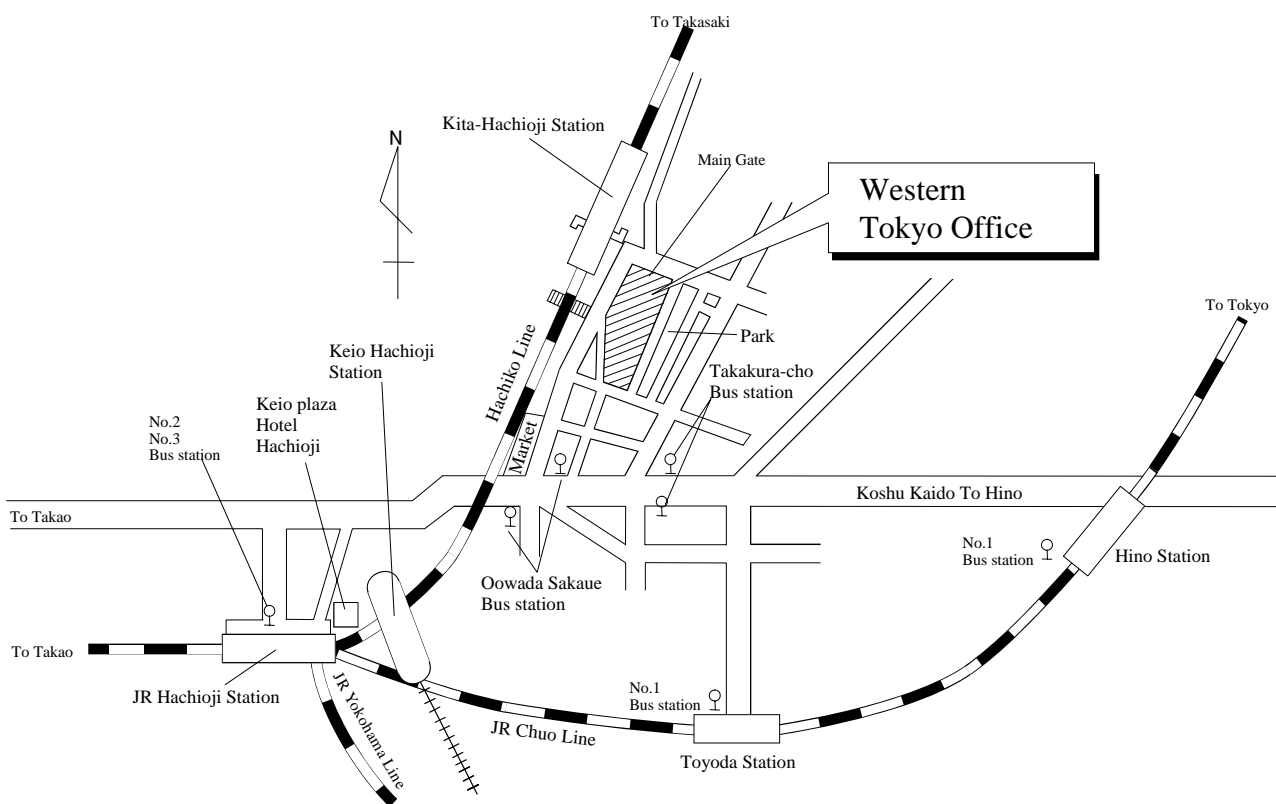 To Takasaki
N
Kita-Hachioji Station
Main Gate
Western
Tokyo Office
To Tokyo
Hachiko Line
Park
Keio Hachioji
Station
Takakura-cho
Bus station
Keio plaza
Hotel
Hachioji
No.2
No.3
Bus station
Market
Koshu Kaido To Hino
To Takao
No.1
Bus station
Hino Station
Oowada Sakaue
Bus station
To Takao
JR Hachioji Station
JR Yokohama Line
No.1
Bus station
JR Chuo Line
Toyoda Station